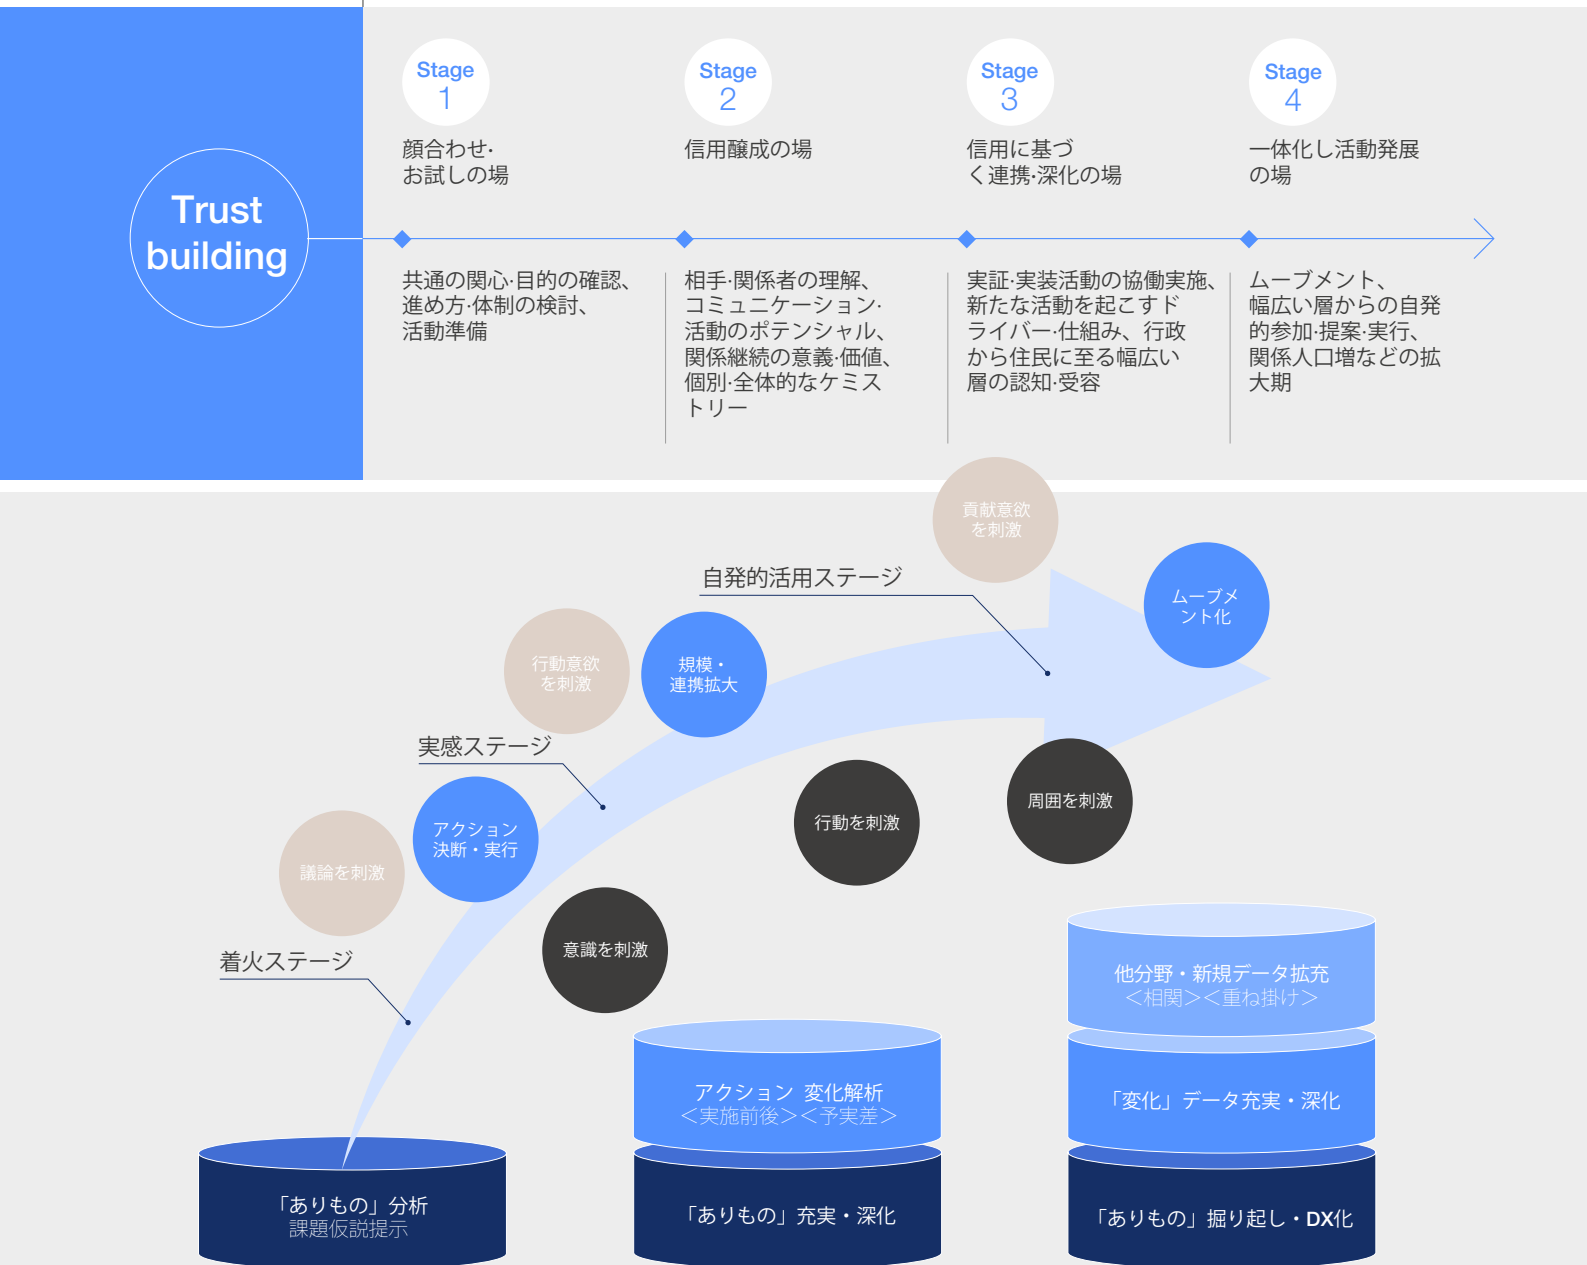 Trust
building
Stage
1
顔合わせ·
お試しの場
Stage
2
信用醸成の場
Stage
3
信用に基づ
く連携·深化の場
Stage
4
一体化し活動発展
の場
共通の関心·目的の確認、
進め方·体制の検討、
活動準備
相手·関係者の理解、
コミュニケーション·
活動のポテンシャル、
関係継続の意義·価値、
個別·全体的なケミス
トリー
実証·実装活動の協働実施、
新たな活動を起こすド
ライバー·仕組み、行政
から住民に至る幅広い
層の認知·受容
ムーブメント、
幅広い層からの自発
的参加·提案·実行、
関係人口増などの拡
大期
貢献意欲
を刺激
自発的活用ステージ
ムーブメ
ント化
行動意欲
を刺激
規模・
連携拡大
実感ステージ
アクション
決断・実行
議論を刺激
行動を刺激
周囲を刺激
意識を刺激
着火ステージ
「ありもの」分析
課題仮説提示
アクション 変化解析
＜実施前後＞＜予実差＞
「ありもの」充実・深化
他分野・新規データ拡充
＜相関＞＜重ね掛け＞
「変化」データ充実・深化
「ありもの」掘り起し・DX化